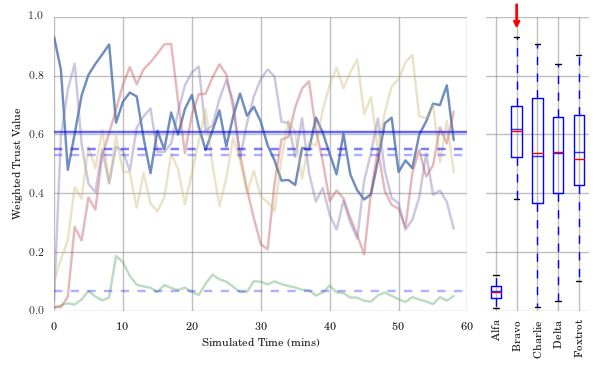 1.0
0.8
0.6
0.4
0.2
0.0
Weighted Trust Value
0 10 20 30 40 50 60
Simulated Time (mins)
Alfa
Bravo
Charlie
Delta
Foxtrot